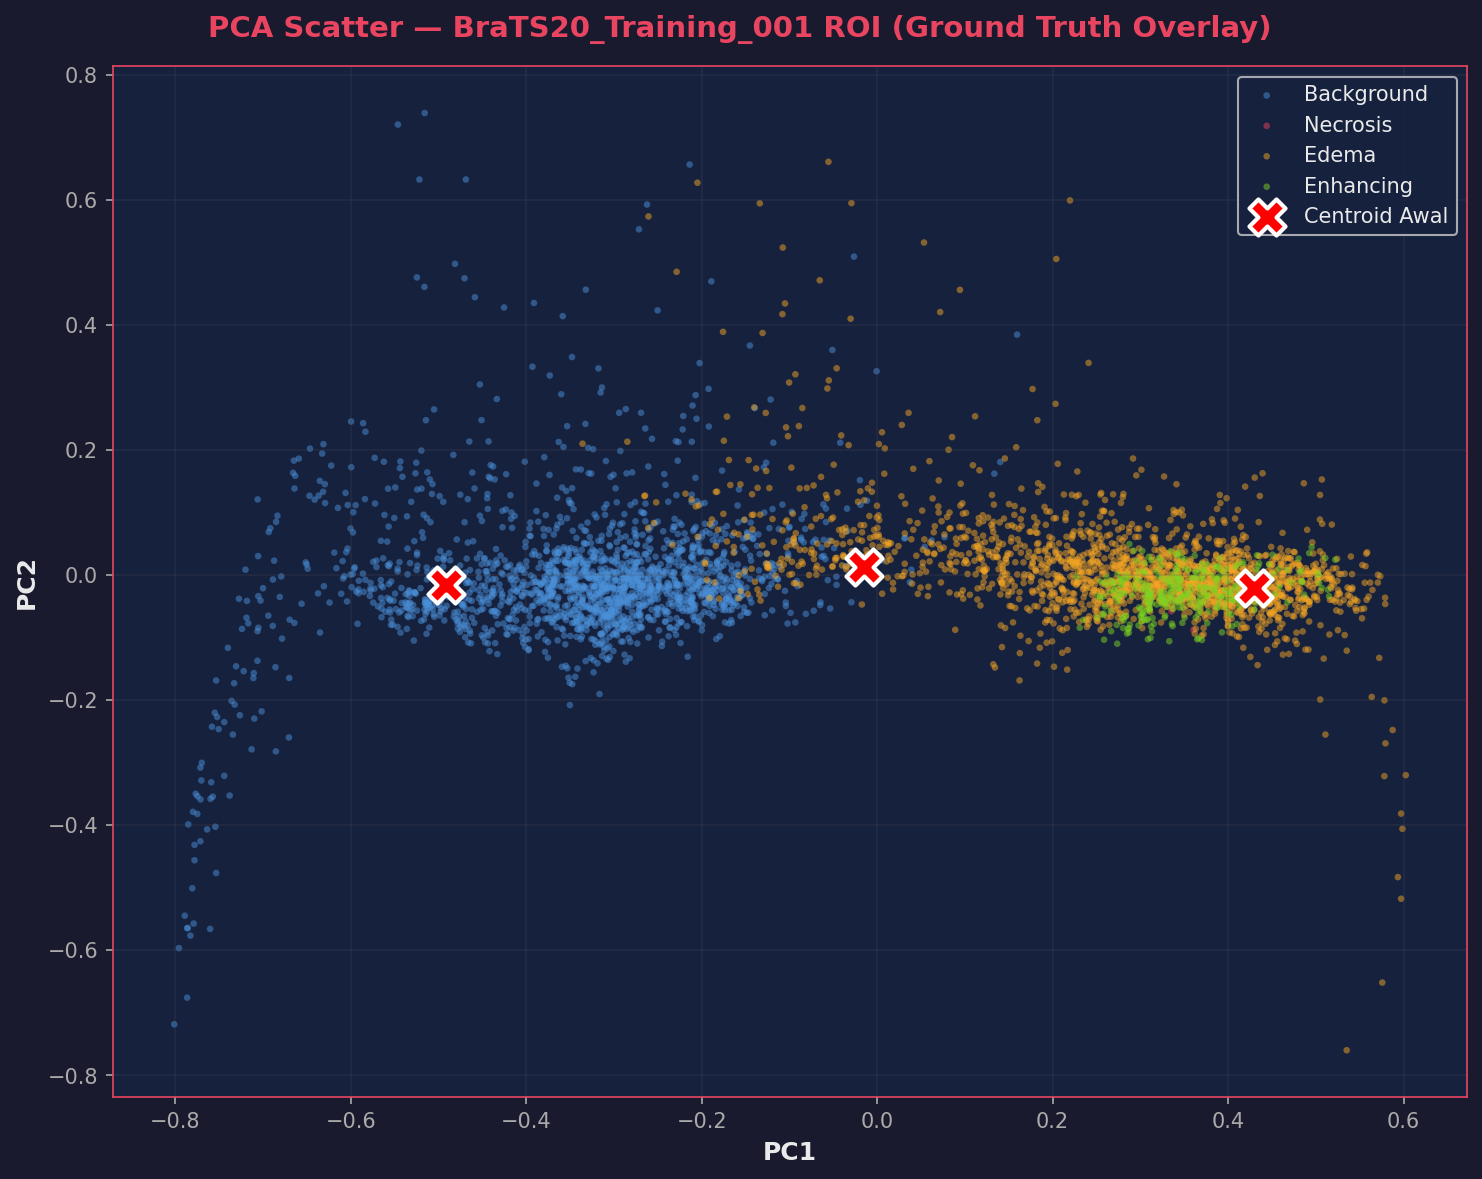 PCA Scatter — BraTS20_Training_001 ROI (Ground Truth Overlay)
Background
Necrosis
Edema
Enhancing
Centroid Awal
0.8
0.6
0.4
0.2
0.0
−0.2
−0.4
−0.6
−0.8
PC2
−0.8 −0.6 −0.4 −0.2 0.0 0.2 0.4 0.6
PC1